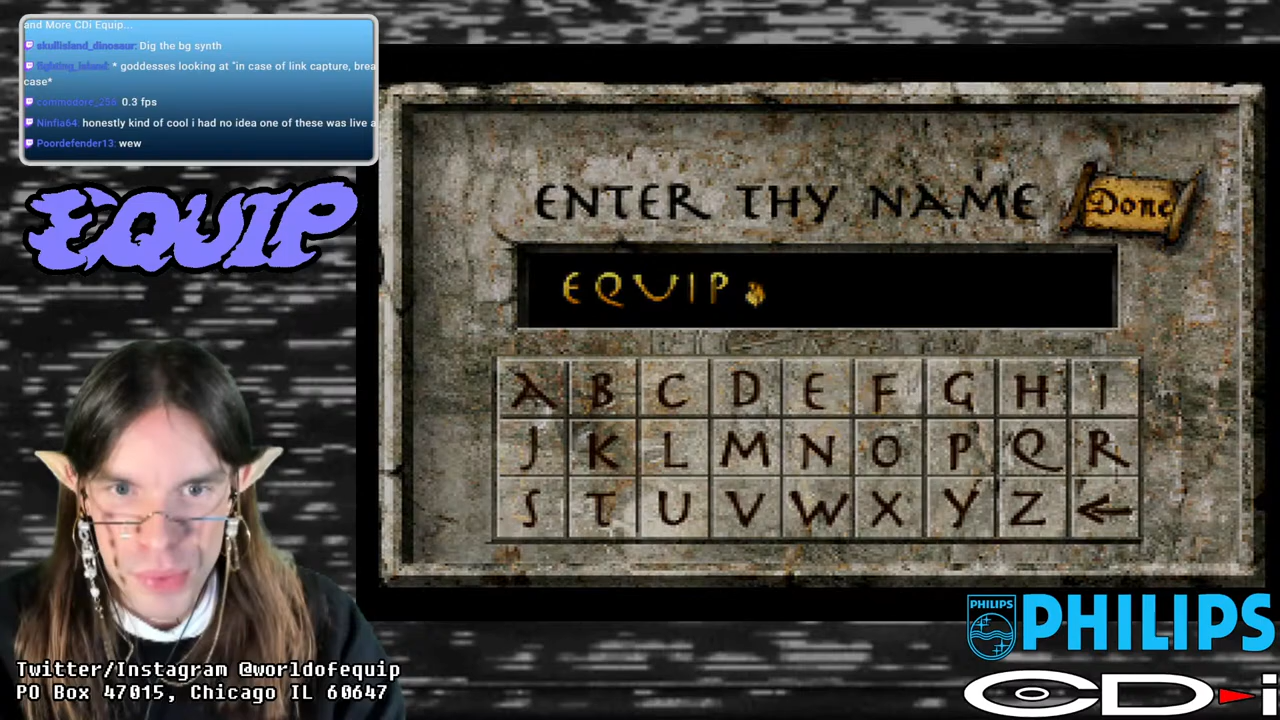 and More CDi Equip...
skullisland_dinosaur: Dig the bg synth
fighting_island: * goddesses looking at "in case of link capture, brea
case*
commodore_256: 0.3 fps
Ninfia64: honestly kind of cool i had no idea one of these was live a
Poordefender13: wew
EQUIP
ENTER THY NAME
Done
EQUIP
A B C D E F G H I
J K L M N O P Q R
S T U V W X Y Z ←
PHILIPS
PHILIPS
CD-i
Twitter/Instagram @worldofequip
PO Box 47015, Chicago IL 60647